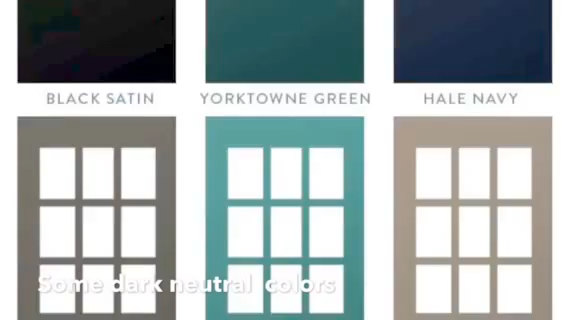 BLACK SATIN
YORKTOWNE GREEN
HALE NAVY
Some dark neutral colors